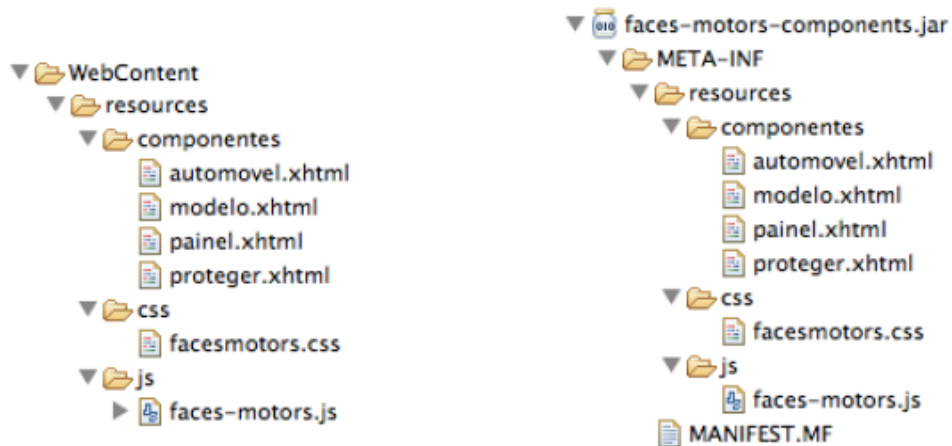 WebContent
resources
componentes
automovel.xhtml
modelo.xhtml
painel.xhtml
proteger.xhtml
css
facesmotors.css
js
faces-motors.js
010 faces-motors-components.jar
META-INF
resources
componentes
automovel.xhtml
modelo.xhtml
painel.xhtml
proteger.xhtml
css
facesmotors.css
js
faces-motors.js
MANIFEST.MF